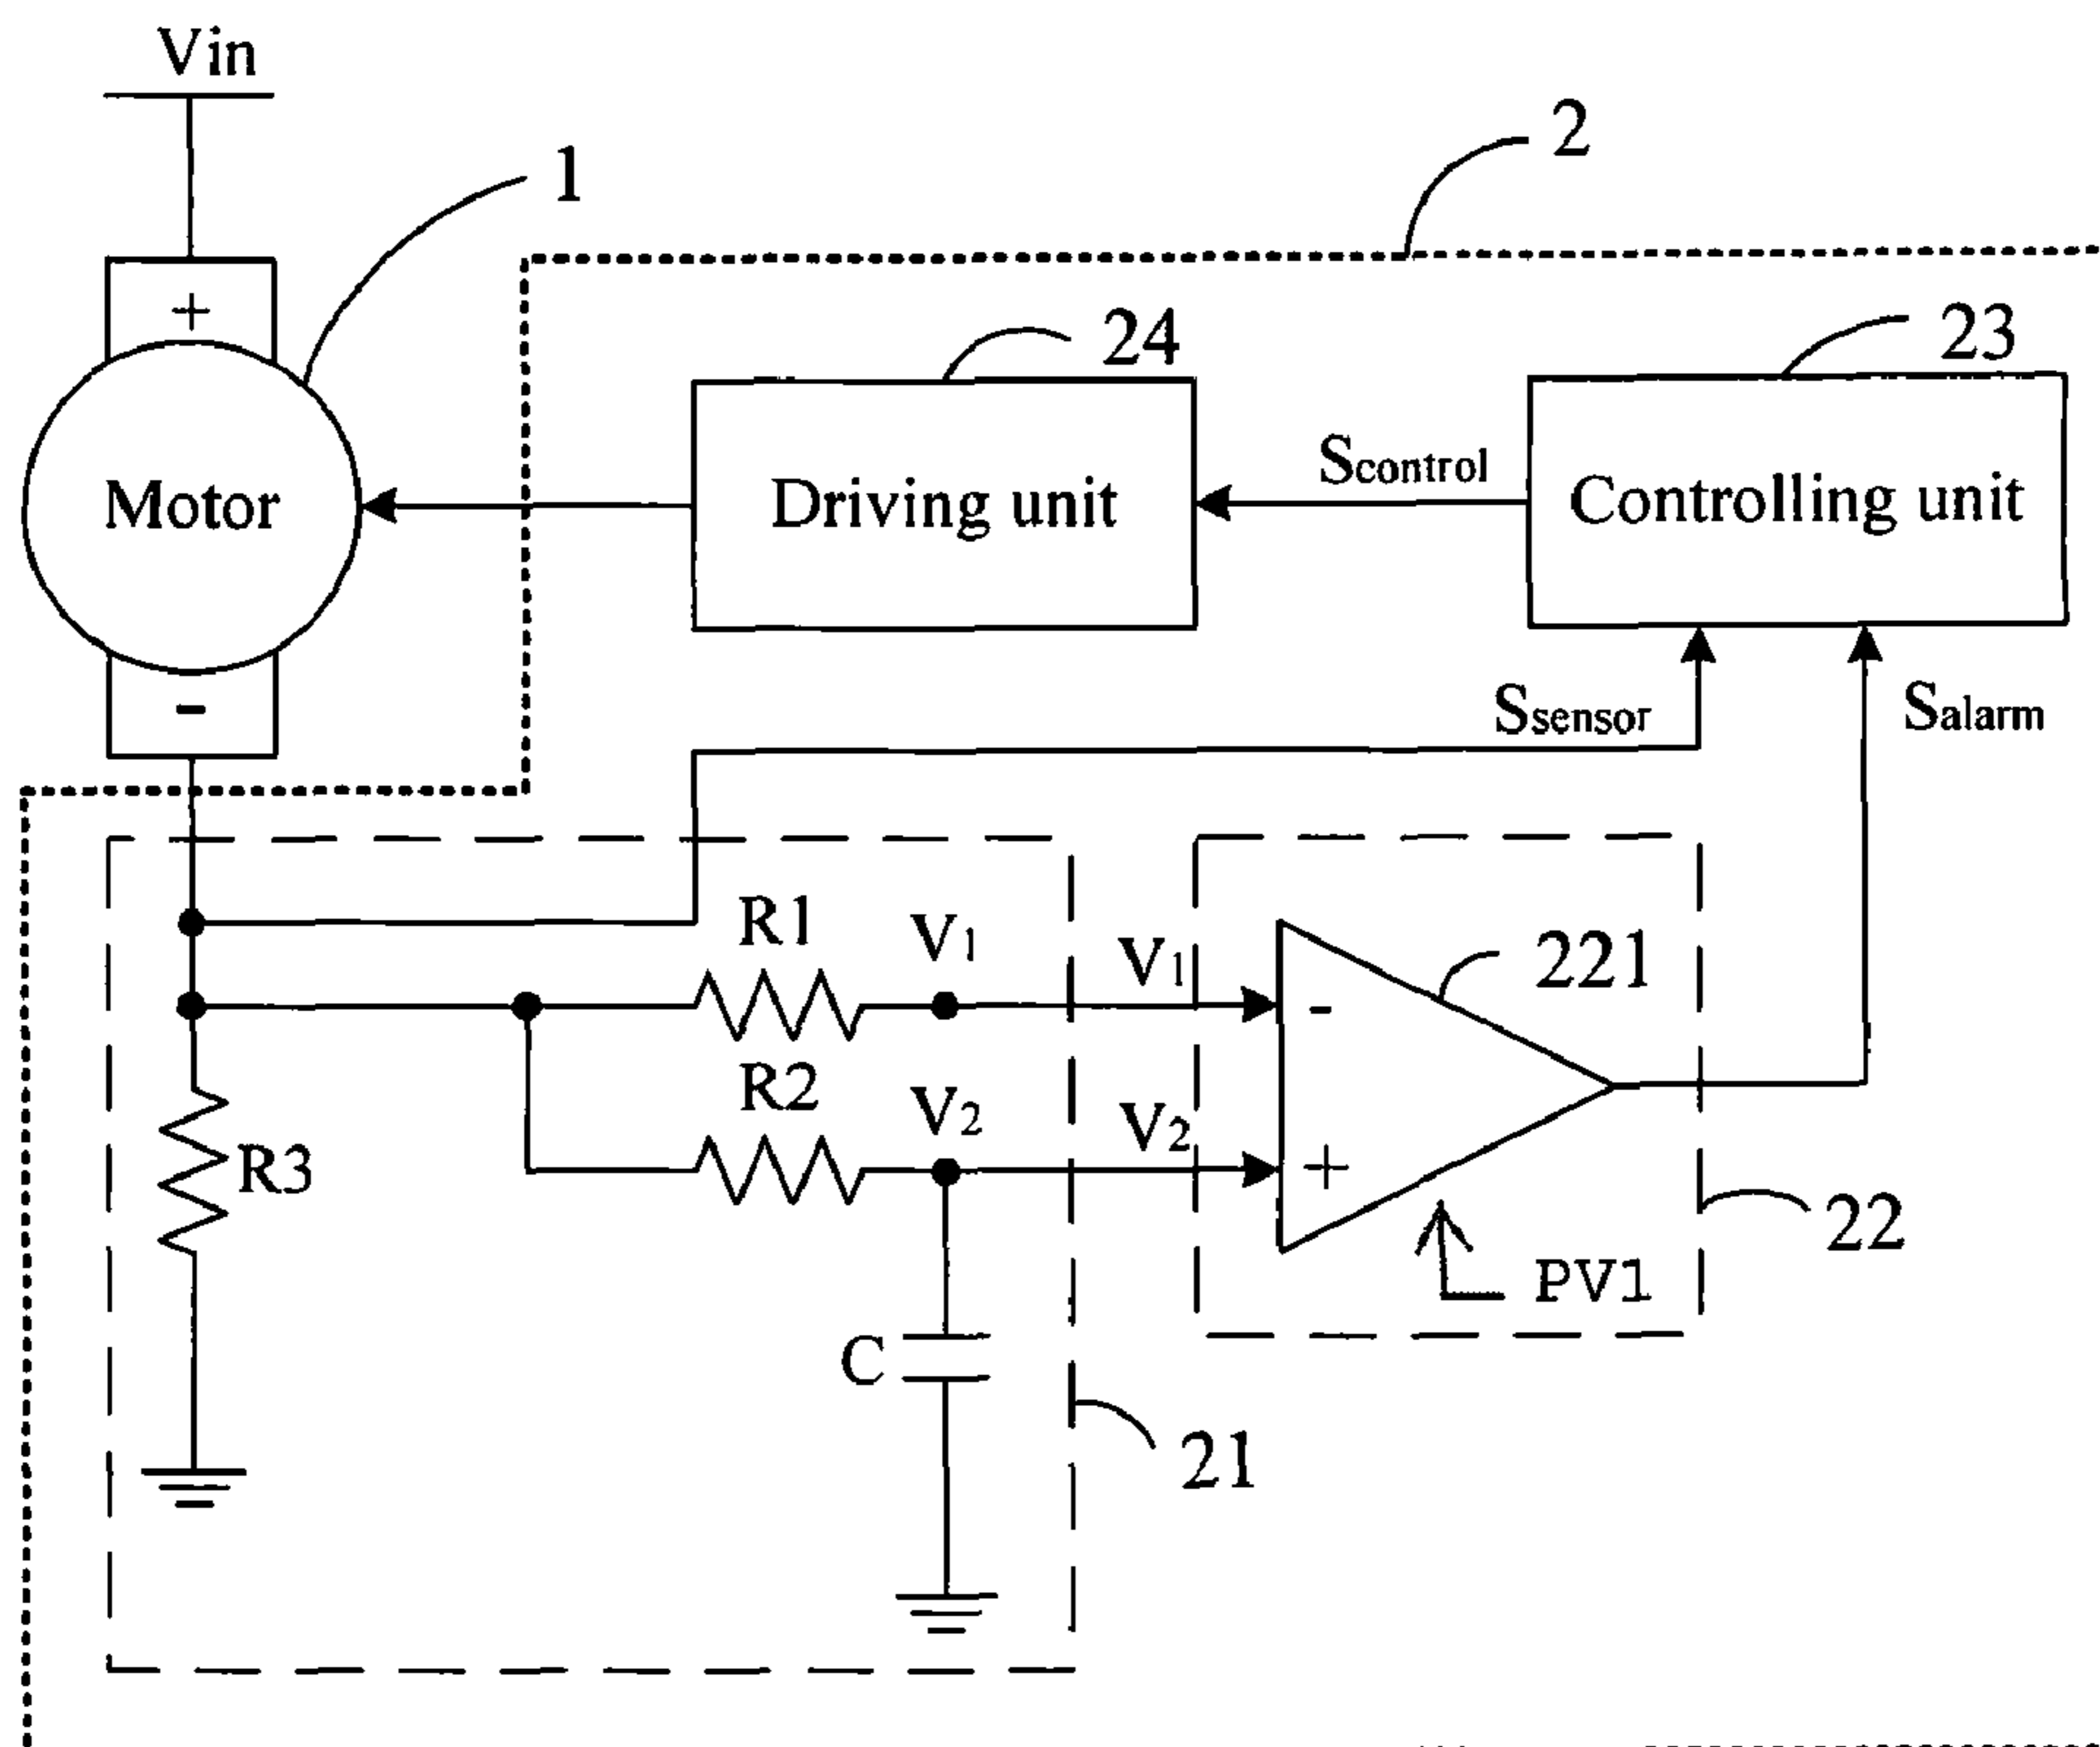 Vin
1
2
+
24
23
Motor
Driving unit
Scontrol
Controlling unit
-
Ssensor
Salarm
R1
V1
V1
221
-
R2
V2
V2
+
R3
22
PV1
C
21